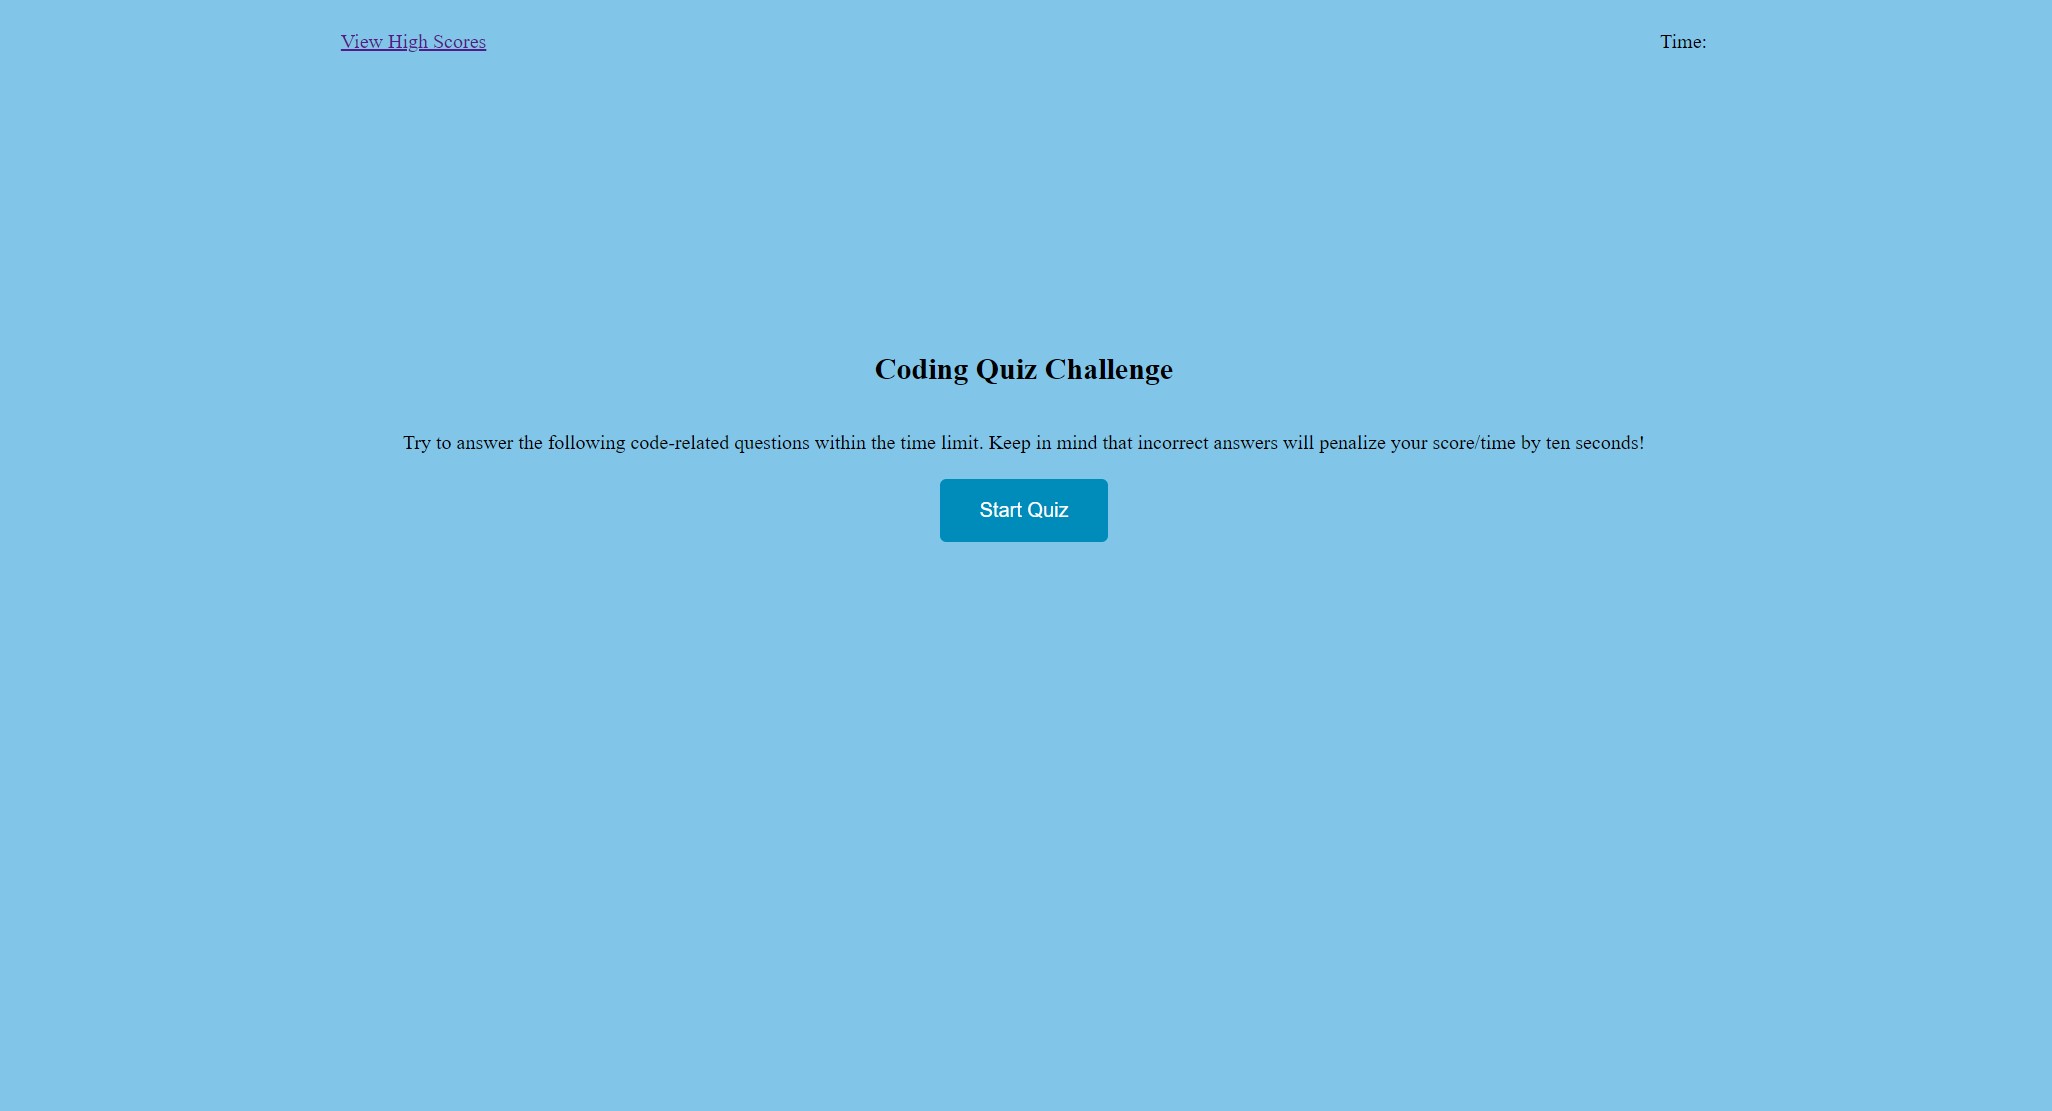 View High Scores
Time:
Coding Quiz Challenge
Try to answer the following code-related questions within the time limit. Keep in mind that incorrect answers will penalize your score/time by ten seconds!
Start Quiz